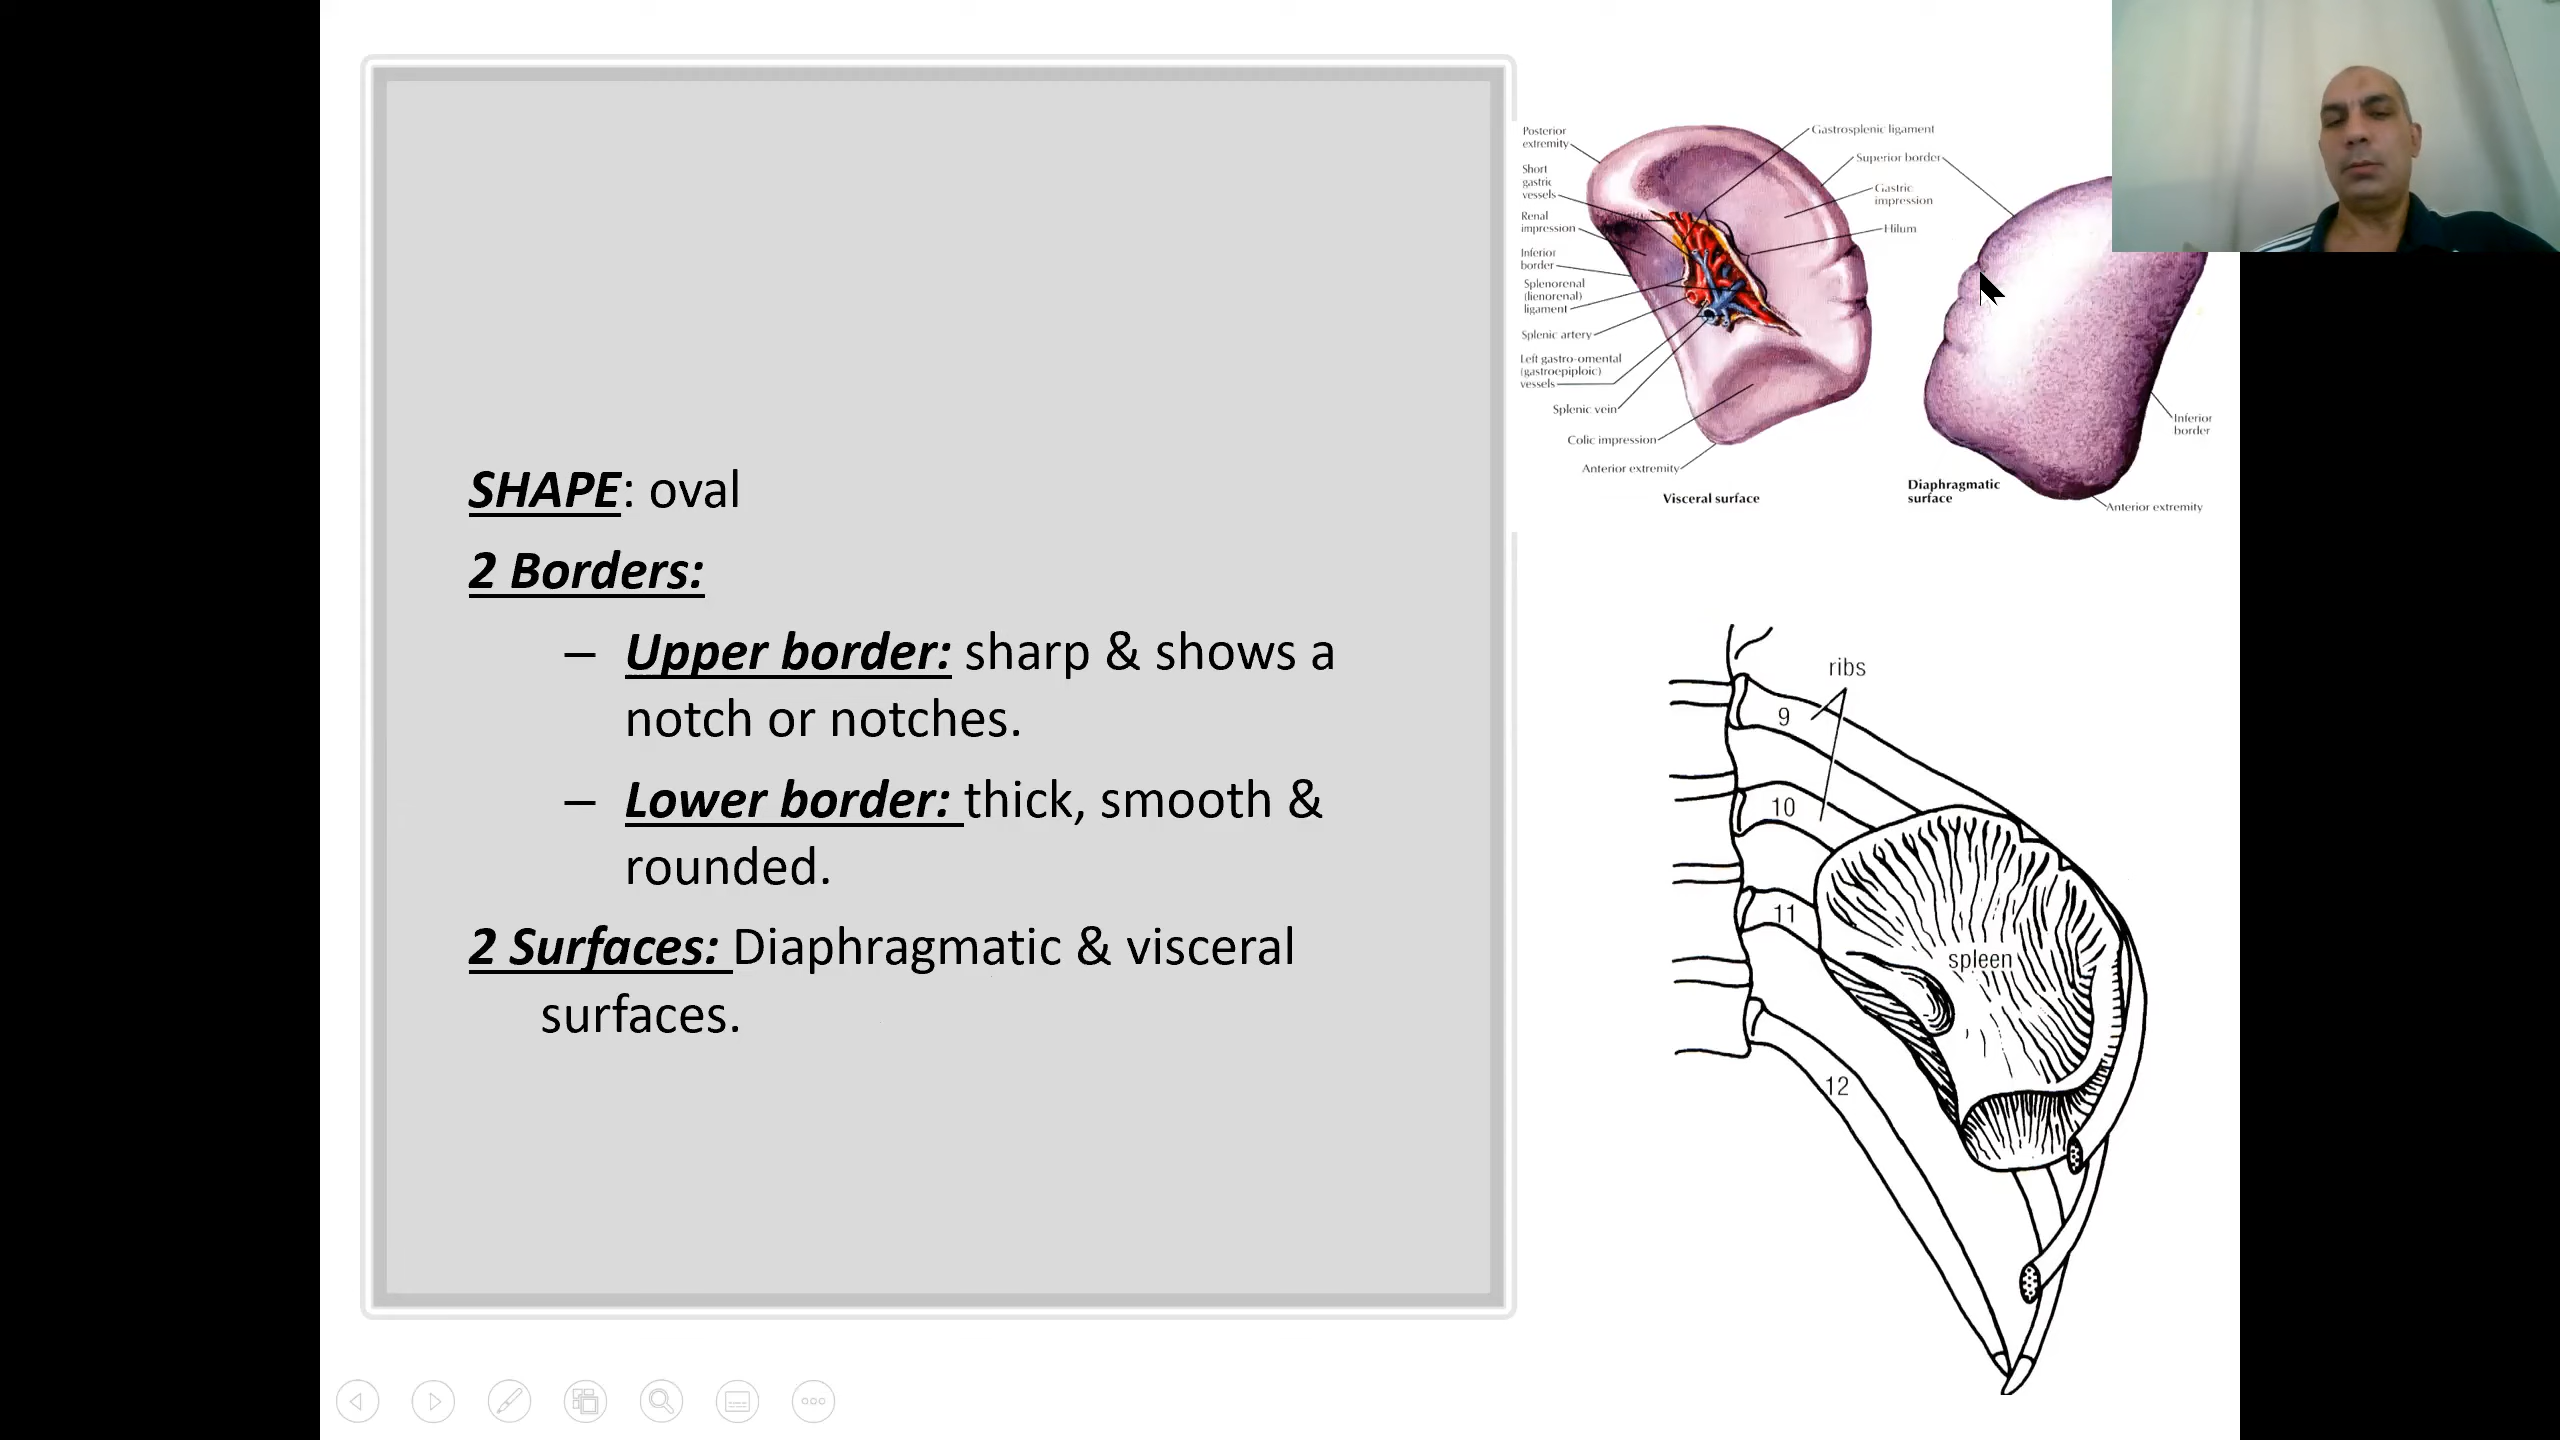 SHAPE: oval
2 Borders:
– Upper border: sharp & shows a
notch or notches.
– Lower border: thick, smooth &
rounded.
2 Surfaces: Diaphragmatic & visceral
surfaces.
Posterior
extremity
Short
gastric
vessels
Renal
impression
Inferior
border
Splenorenal
(lienorenal)
ligament
Splenic artery
Left gastro-omental
(gastroepiploic)
vessels
Splenic vein
Colic impression
Anterior extremity
Visceral surface
Gastrosplenic ligament
Superior border
Gastric
impression
Hilum
Inferior
border
Diaphragmatic
surface
Anterior extremity
ribs
9
10
11
spleen
12